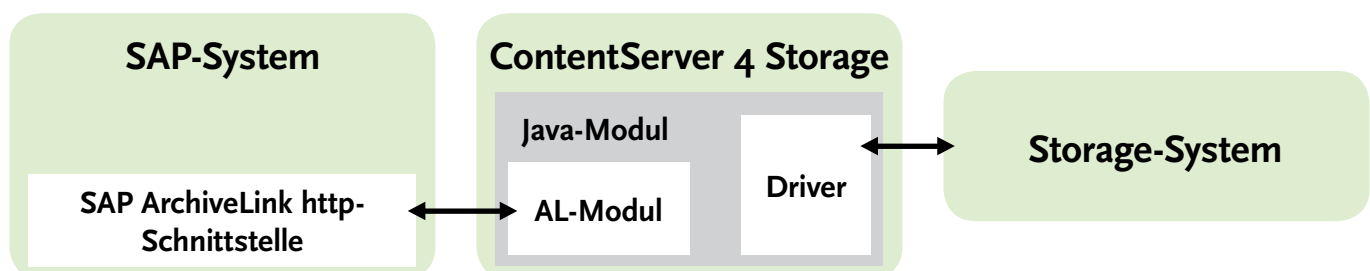 SAP-System
SAP ArchiveLink http-
Schnittstelle
ContentServer 4 Storage
Java-Modul
AL-Modul
Driver
Storage-System